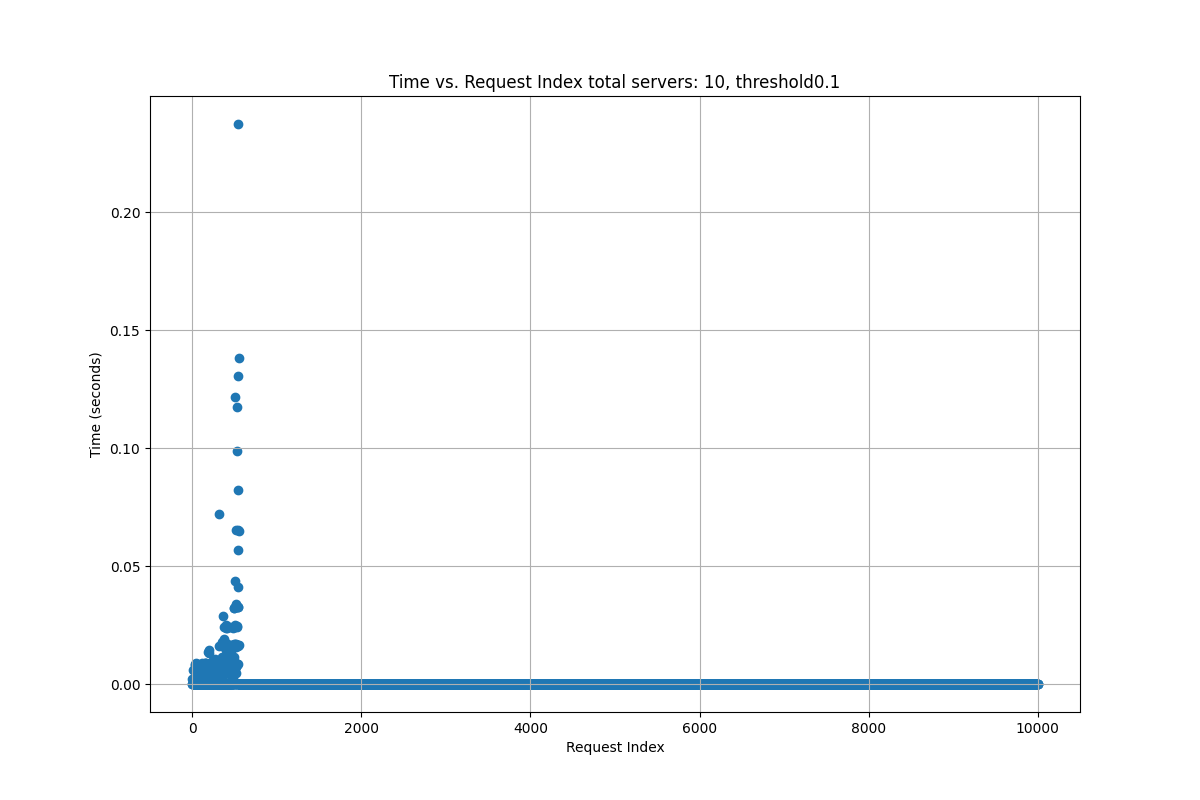 Time vs. Request Index total servers: 10, threshold0.1
0.20
0.15
0.10
0.05
0.00
Time (seconds)
0 2000 4000 6000 8000 10000
Request Index